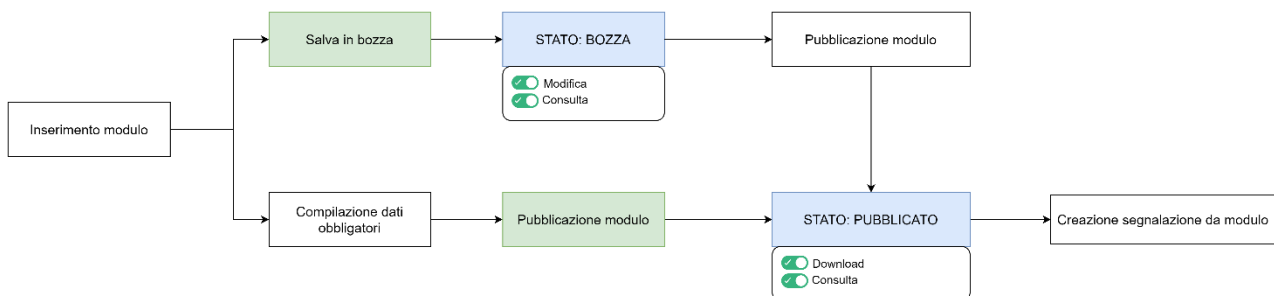 Salva in bozza
STATO: BOZZA
Pubblicazione modulo
Modifica
Consulta
Inserimento modulo
Compilazione dati
obbligatori
Pubblicazione modulo
STATO: PUBBLICATO
Creazione segnalazione da modulo
Download
Consulta